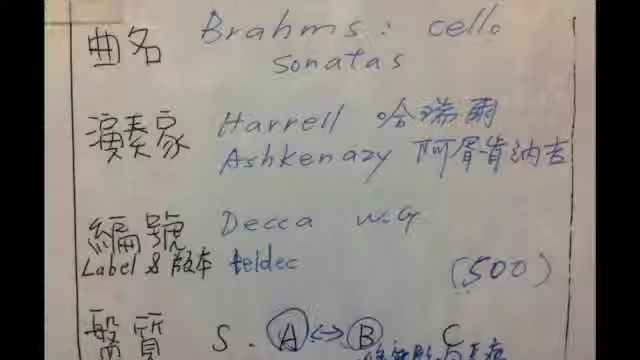 曲名 Brahms: cello
sonatas
演奏家 Harrell 哈瑞爾
Ashkenazy 阿胥肯納吉
編號 Decca W.G
Label & 版本 teldec (500)
盤質 S. A ↔ B C